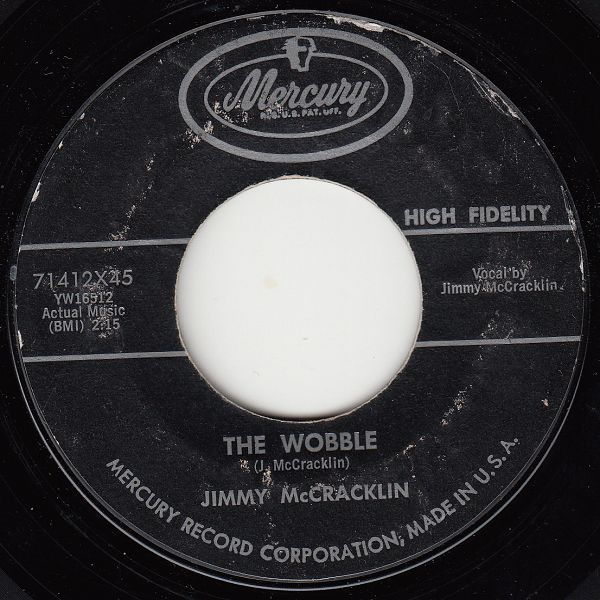 Mercury
REG. U.S. PAT. OFF.
HIGH FIDELITY
71412X45
YW16512
Actual Music
(BMI) 2:15
Vocal by
Jimmy McCracklin
THE WOBBLE
(J. McCracklin)
JIMMY McCRACKLIN
MERCURY RECORD CORPORATION, MADE IN U.S.A.